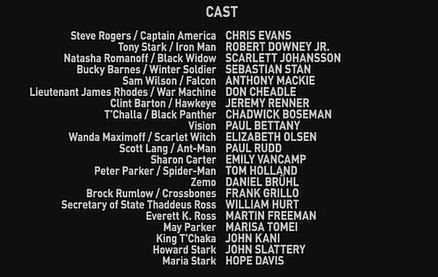 CAST
Steve Rogers / Captain America CHRIS EVANS
Tony Stark / Iron Man ROBERT DOWNEY JR.
Natasha Romanoff / Black Widow SCARLETT JOHANSSON
Bucky Barnes / Winter Soldier SEBASTIAN STAN
Sam Wilson / Falcon ANTHONY MACKIE
Lieutenant James Rhodes / War Machine DON CHEADLE
Clint Barton / Hawkeye JEREMY RENNER
T'Challa / Black Panther CHADWICK BOSEMAN
Vision PAUL BETTANY
Wanda Maximoff / Scarlet Witch ELIZABETH OLSEN
Scott Lang / Ant-Man PAUL RUDD
Sharon Carter EMILY VANCAMP
Peter Parker / Spider-Man TOM HOLLAND
Zemo DANIEL BRÜHL
Brock Rumlow / Crossbones FRANK GRILLO
Secretary of State Thaddeus Ross WILLIAM HURT
Everett K. Ross MARTIN FREEMAN
May Parker MARISA TOMEI
King T'Chaka JOHN KANI
Howard Stark JOHN SLATTERY
Maria Stark HOPE DAVIS